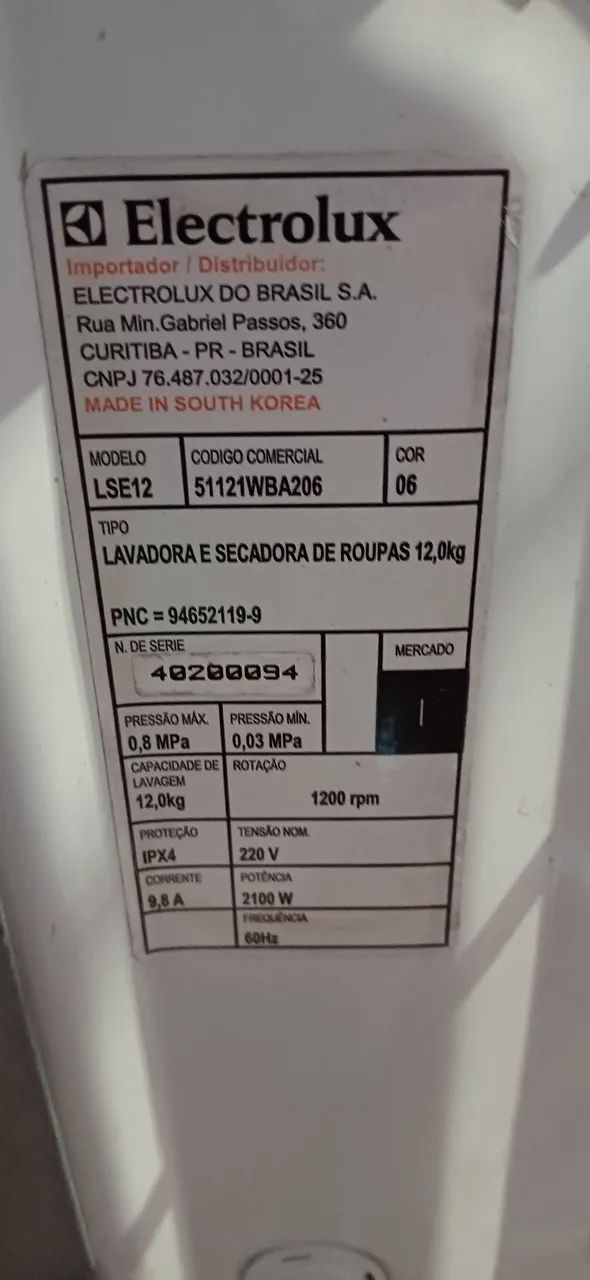 Electrolux
Importador / Distribuidor:
ELECTROLUX DO BRASIL S.A.
Rua Min.Gabriel Passos, 360
CURITIBA - PR - BRASIL
CNPJ 76.487.032/0001-25
MADE IN SOUTH KOREA
MODELO
LSE12
CODIGO COMERCIAL
51121WBA206
COR
06
TIPO
LAVADORA E SECADORA DE ROUPAS 12,0kg
PNC = 94652119-9
N. DE SERIE
40200094
MERCADO
I
PRESSÃO MÁX.
0,8 MPa
PRESSÃO MÍN.
0,03 MPa
CAPACIDADE DE
LAVAGEM
12,0kg
ROTAÇÃO
1200 rpm
PROTEÇÃO
IPX4
TENSÃO NOM.
220 V
CORRENTE
9,8 A
POTÊNCIA
2100 W
FREQUÊNCIA
60Hz